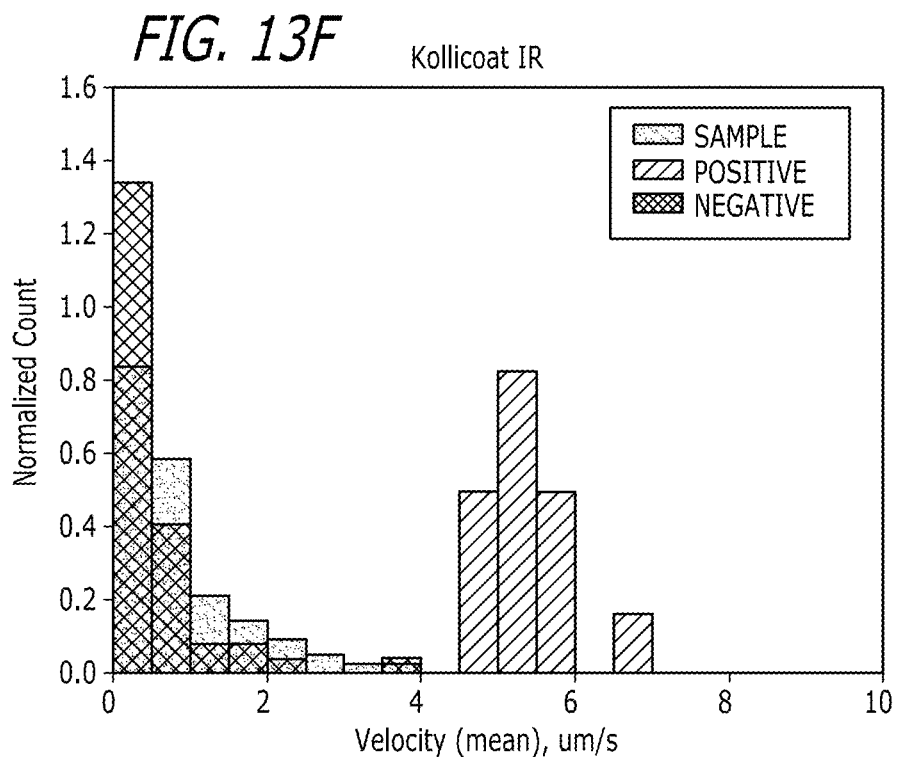 FIG. 13F
Kollicoat IR
SAMPLE
POSITIVE
NEGATIVE
Normalized Count
1.6
1.4
1.2
1.0
0.8
0.6
0.4
0.2
0.0
0 2 4 6 8 10
Velocity (mean), um/s